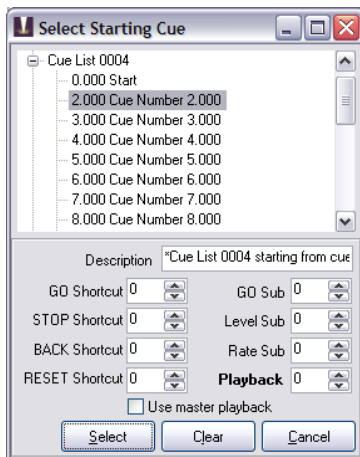 Select Starting Cue
Cue List 0004
0.000 Start
2.000 Cue Number 2.000
3.000 Cue Number 3.000
4.000 Cue Number 4.000
5.000 Cue Number 5.000
6.000 Cue Number 6.000
7.000 Cue Number 7.000
8.000 Cue Number 8.000
Description *Cue List 0004 starting from cue
GO Shortcut 0 GO Sub 0
STOP Shortcut 0 Level Sub 0
BACK Shortcut 0 Rate Sub 0
RESET Shortcut 0 Playback 0
Use master playback
Select Clear Cancel